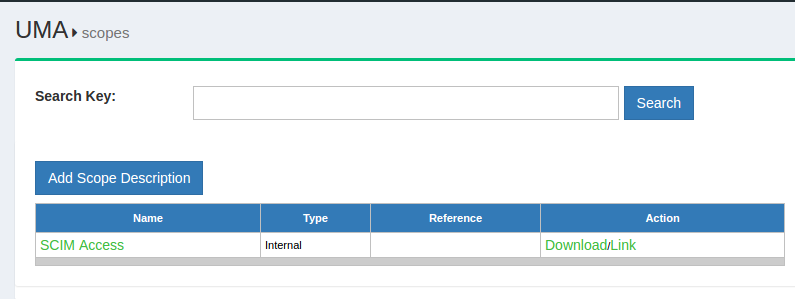 UMA scopes
Search Key: Search
Add Scope Description
Name Type Reference Action
SCIM Access Internal Download/Link